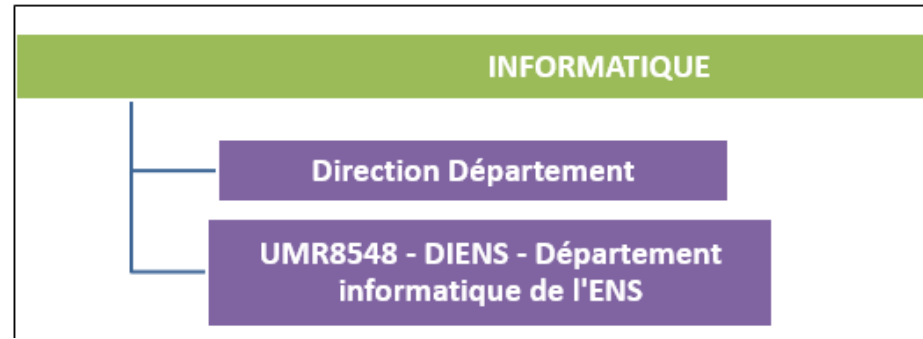 INFORMATIQUE
Direction Département
UMR8548 - DIENS - Département
informatique de l'ENS